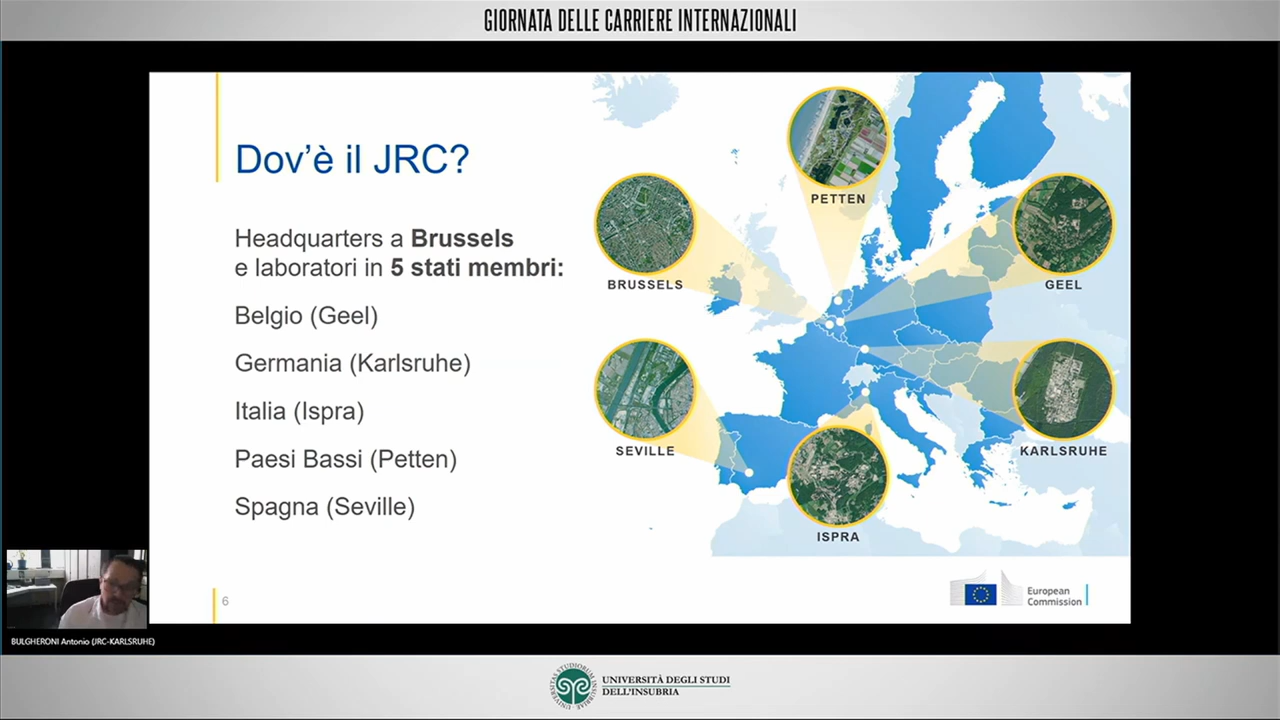 GIORNATA DELLE CARRIERE INTERNAZIONALI
Dov'è il JRC?
Headquarters a Brussels
e laboratori in 5 stati membri:
Belgio (Geel)
Germania (Karlsruhe)
Italia (Ispra)
Paesi Bassi (Petten)
Spagna (Seville)
PETTEN
BRUSSELS
GEEL
SEVILLE
KARLSRUHE
ISPRA
6
European
Commission
BULGHERONI Antonio (JRC-KARLSRUHE)
UNIVERSITÀ DEGLI STUDI
DELL'INSUBRIA